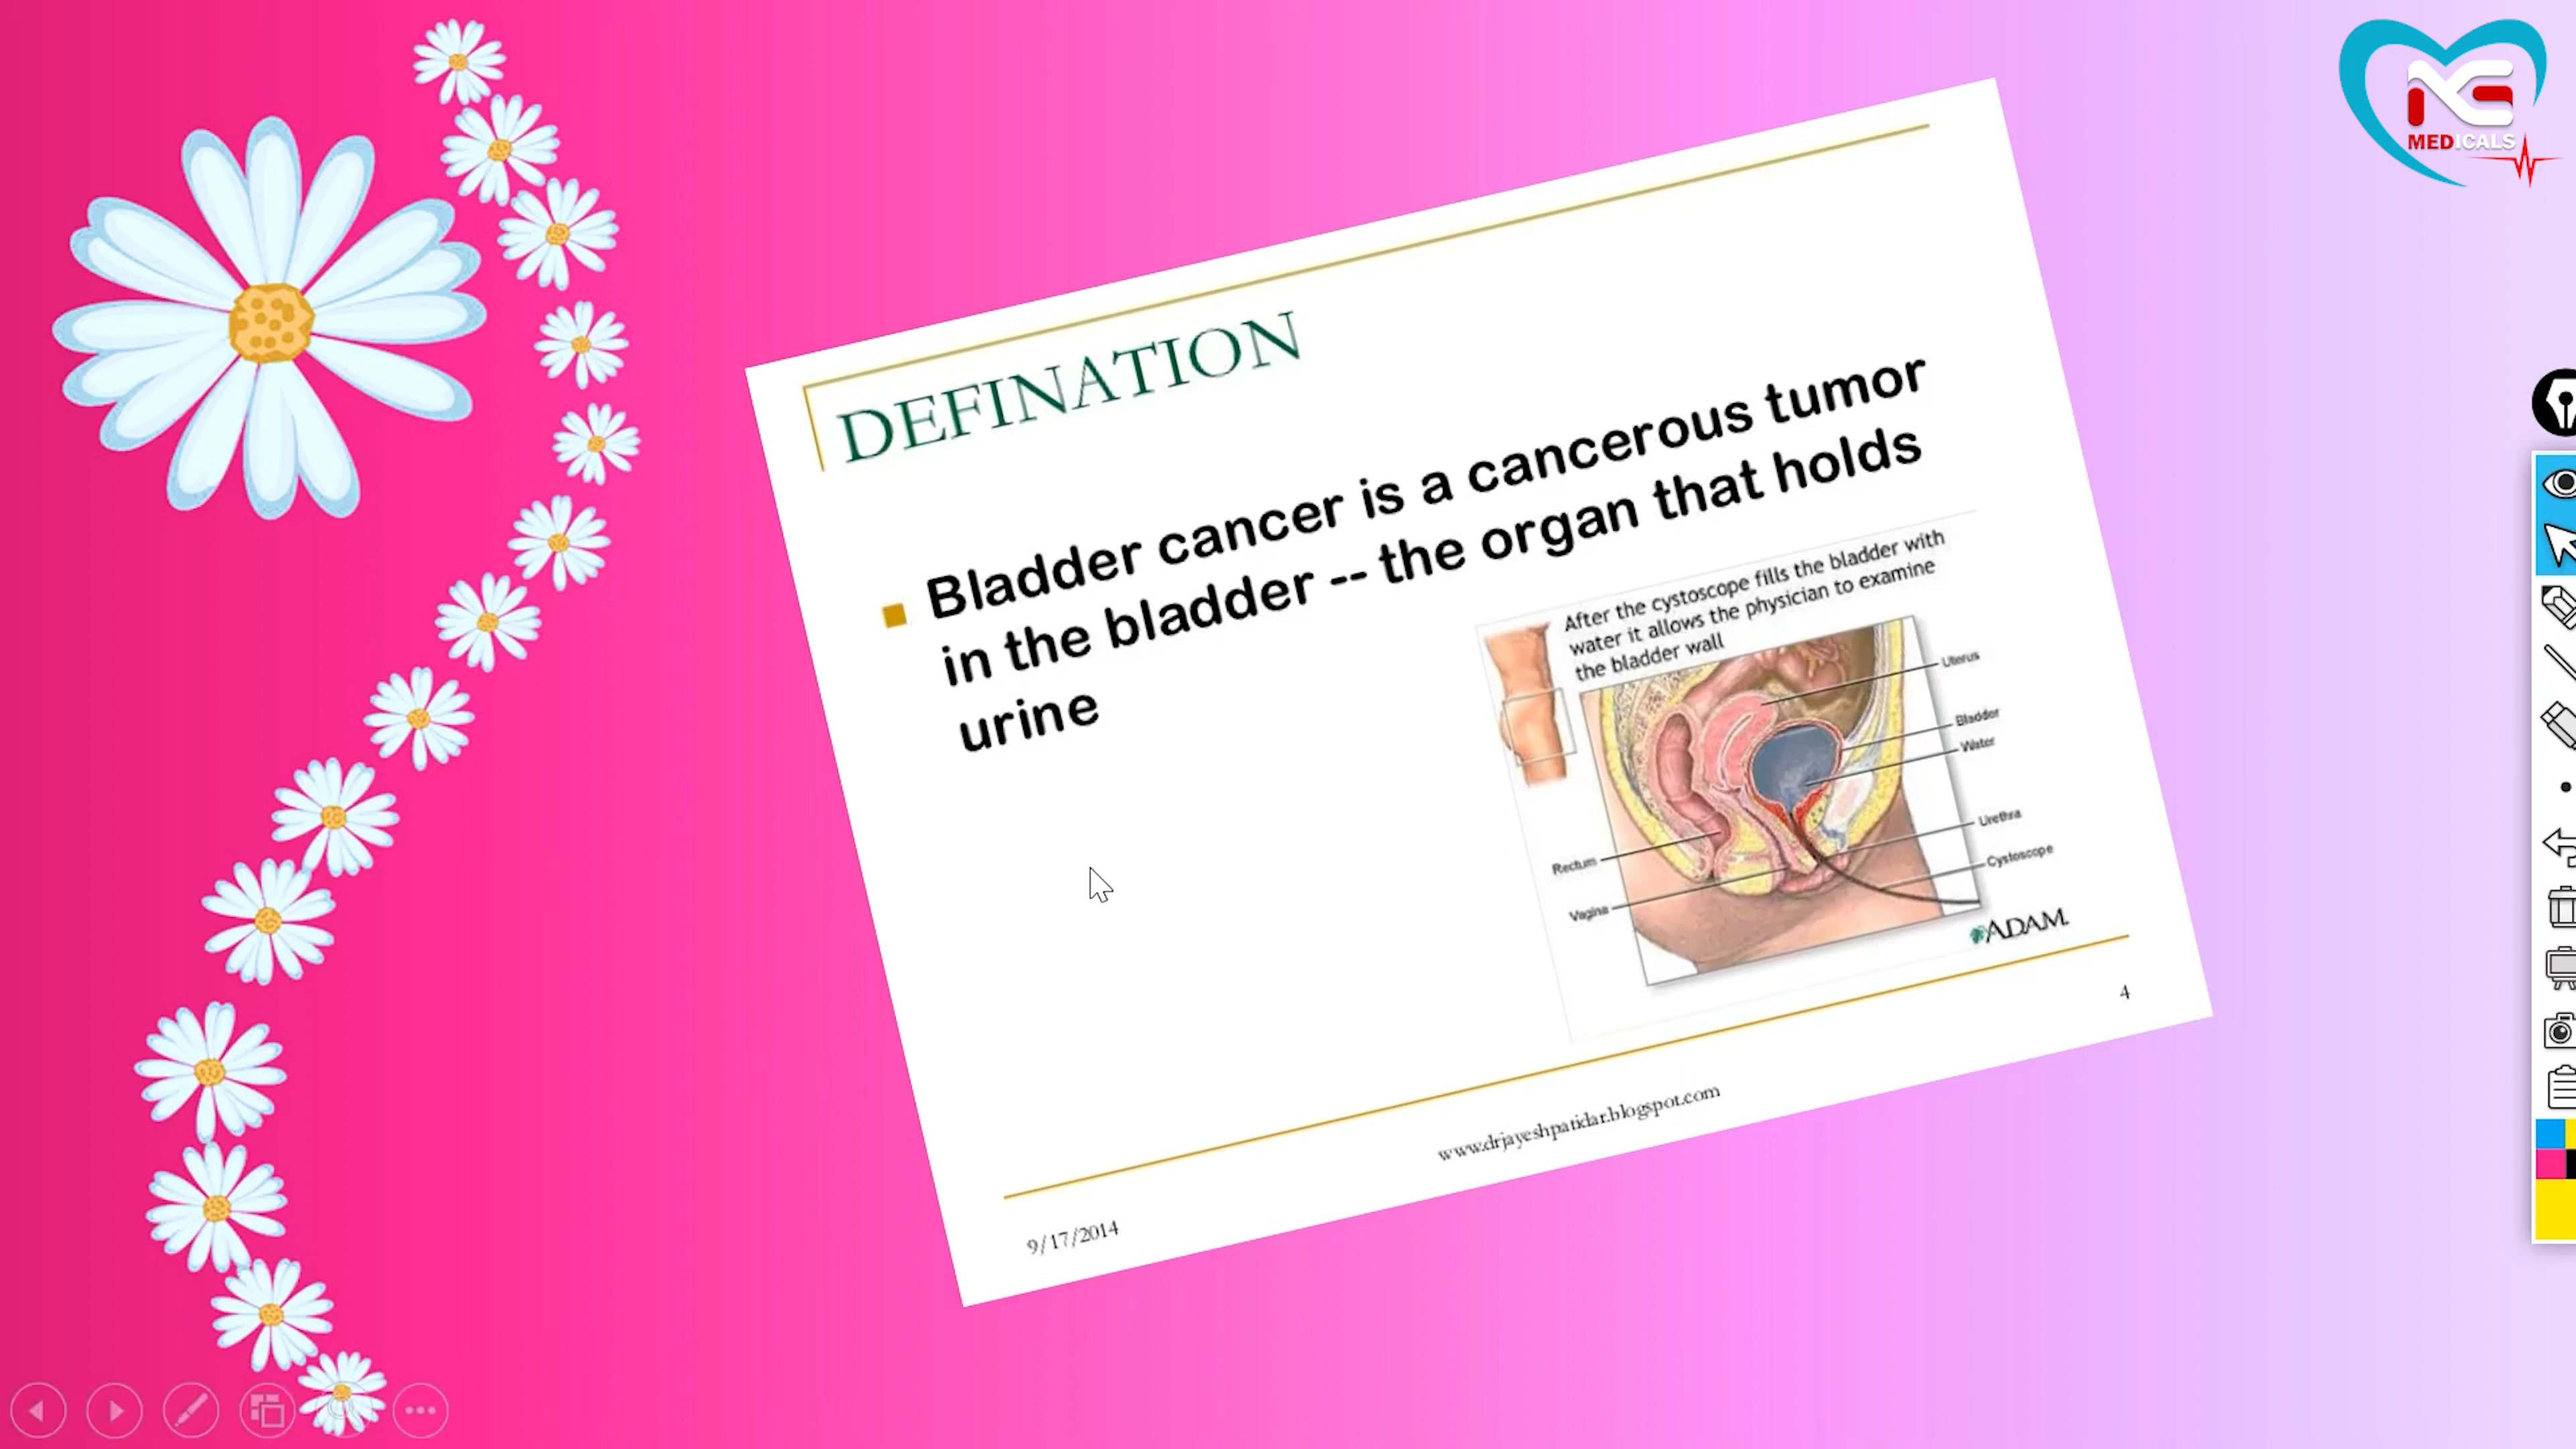 MEDICALS
DEFINATION
Bladder cancer is a cancerous tumor
in the bladder -- the organ that holds
urine
After the cystoscope fills the bladder with
water it allows the physician to examine
the bladder wall
Uterus
Bladder
Water
Urethra
Cystoscope
Rectum
Vagina
ADAM.
4
www.drjayeshpatidar.blogspot.com
9/17/2014